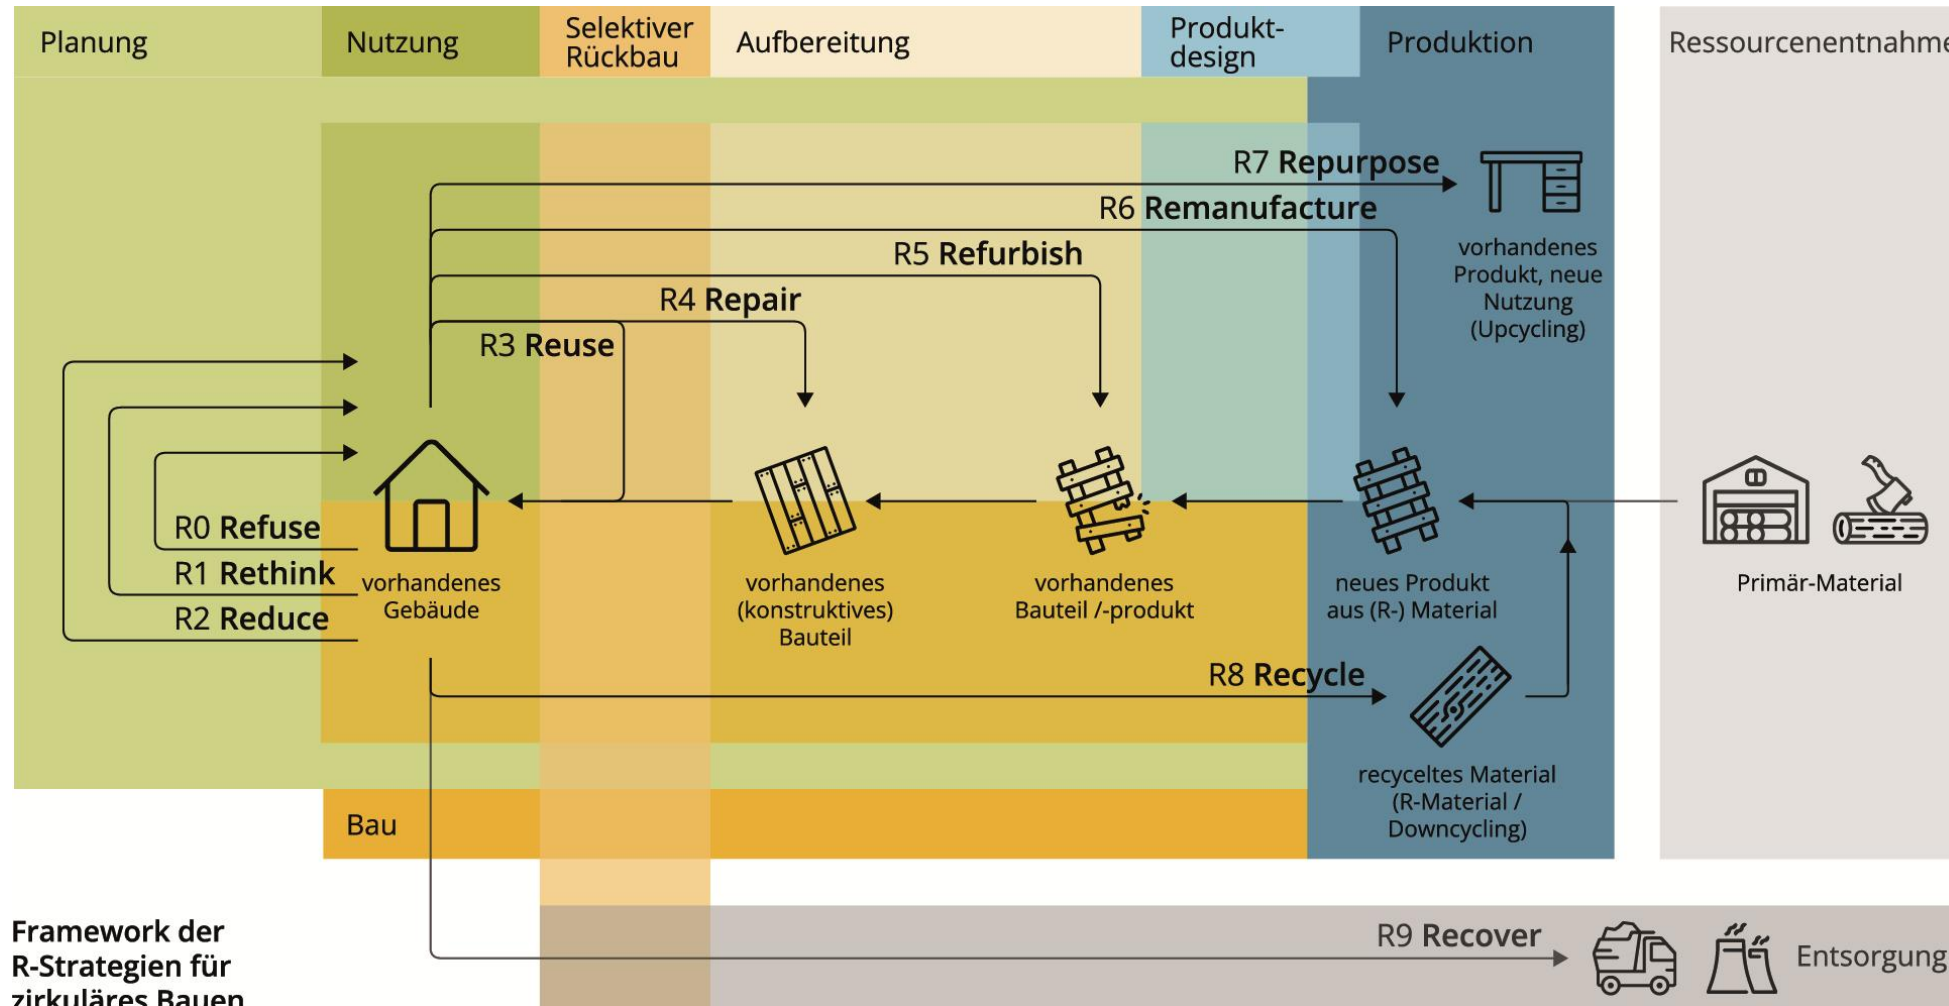 Planung
Nutzung
Selektiver
Rückbau
Aufbereitung
Produkt-
design
Produktion
Ressourcenentnahme
R7 Repurpose
R6 Remanufacture
R5 Refurbish
R4 Repair
R3 Reuse
vorhandenes
Produkt, neue
Nutzung
(Upcycling)
R0 Refuse
R1 Rethink
R2 Reduce
vorhandenes
Gebäude
vorhandenes
(konstruktives)
Bauteil
vorhandenes
Bauteil /-produkt
neues Produkt
aus (R-) Material
Primär-Material
R8 Recycle
recyceltes Material
(R-Material /
Downcycling)
Bau
R9 Recover
Entsorgung
Framework der
R-Strategien für
zirkuläres Bauen